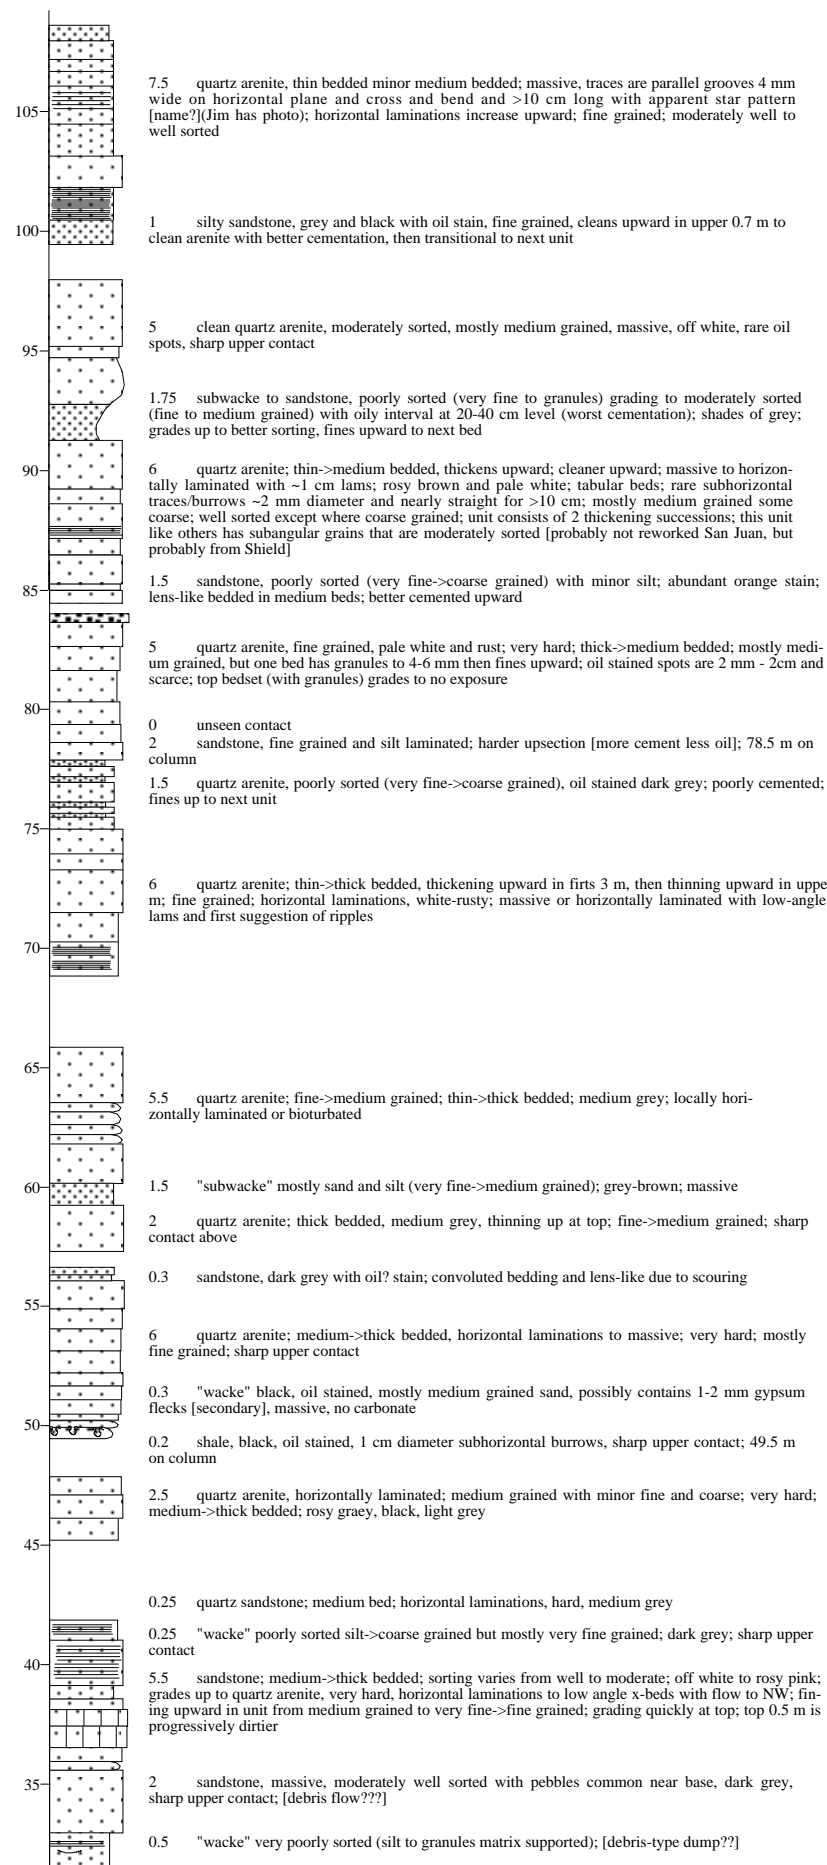 7.5 quartz arenite, thin bedded minor medium bedded; massive, traces are parallel grooves 4 mm
wide on horizontal plane and cross and bend and >10 cm long with apparent star pattern
105
[name?](Jim has photo); horizontal laminations increase upward; fine grained; moderately well to
well sorted
1 silty sandstone, grey and black with oil stain, fine grained, cleans upward in upper 0.7 m to
100
clean arenite with better cementation, then transitional to next unit
5 clean quartz arenite, moderately sorted, mostly medium grained, massive, off white, rare oil
spots, sharp upper contact
95
1.75 subwacke to sandstone, poorly sorted (very fine to granules) grading to moderately sorted
(fine to medium grained) with oily interval at 20-40 cm level (worst cementation); shades of grey;
grades up to better sorting, fines upward to next bed
90
6 quartz arenite; thin->medium bedded, thickens upward; cleaner upward; massive to horizon-
tally laminated with ~1 cm lams; rosy brown and pale white; tabular beds; rare subhorizontal
traces/burrows ~2 mm diameter and nearly straight for >10 cm; mostly medium grained some
coarse; well sorted except where coarse grained; unit consists of 2 thickening successions; this unit
like others has subangular grains that are moderately sorted [probably not reworked San Juan, but
probably from Shield]
85
1.5 sandstone, poorly sorted (very fine->coarse grained) with minor silt; abundant orange stain;
lens-like bedded in medium beds; better cemented upward
5 quartz arenite, fine grained, pale white and rust; very hard; thick->medium bedded; mostly medi-
um grained, but one bed has granules to 4-6 mm then fines upward; oil stained spots are 2 mm - 2cm and
scarce; top bedset (with granules) grades to no exposure
80
0 unseen contact
2 sandstone, fine grained and silt laminated; harder upsection [more cement less oil]; 78.5 m on
column
1.5 quartz arenite, poorly sorted (very fine->coarse grained), oil stained dark grey; poorly cemented;
fines up to next unit
75
6 quartz arenite; thin->thick bedded, thickening upward in firts 3 m, then thinning upward in uppe
m; fine grained; horizontal laminations, white-rusty; massive or horizontally laminated with low-angle
lams and first suggestion of ripples
70
65
5.5 quartz arenite; fine->medium grained; thin->thick bedded; medium grey; locally hori-
zontally laminated or bioturbated
60
1.5 "subwacke" mostly sand and silt (very fine->medium grained); grey-brown; massive
2 quartz arenite; thick bedded, medium grey, thinning up at top; fine->medium grained; sharp
contact above
0.3 sandstone, dark grey with oil? stain; convoluted bedding and lens-like due to scouring
55
6 quartz arenite; medium->thick bedded, horizontal laminations to massive; very hard; mostly
fine grained; sharp upper contact
0.3 "wacke" black, oil stained, mostly medium grained sand, possibly contains 1-2 mm gypsum
flecks [secondary], massive, no carbonate
50
0.2 shale, black, oil stained, 1 cm diameter subhorizontal burrows, sharp upper contact; 49.5 m
on column
2.5 quartz arenite, horizontally laminated; medium grained with minor fine and coarse; very hard;
medium->thick bedded; rosy graey, black, light grey
45
0.25 quartz sandstone; medium bed; horizontal laminations, hard, medium grey
0.25 "wacke" poorly sorted silt->coarse grained but mostly very fine grained; dark grey; sharp upper
contact
40
5.5 sandstone; medium->thick bedded; sorting varies from well to moderate; off white to rosy pink;
grades up to quartz arenite, very hard, horizontal laminations to low angle x-beds with flow to NW; fin-
ing upward in unit from medium grained to very fine->fine grained; grading quickly at top; top 0.5 m is
progressively dirtier
35
2 sandstone, massive, moderately well sorted with pebbles common near base, dark grey,
sharp upper contact; [debris flow???]
0.5 "wacke" very poorly sorted (silt to granules matrix supported); [debris-type dump??]